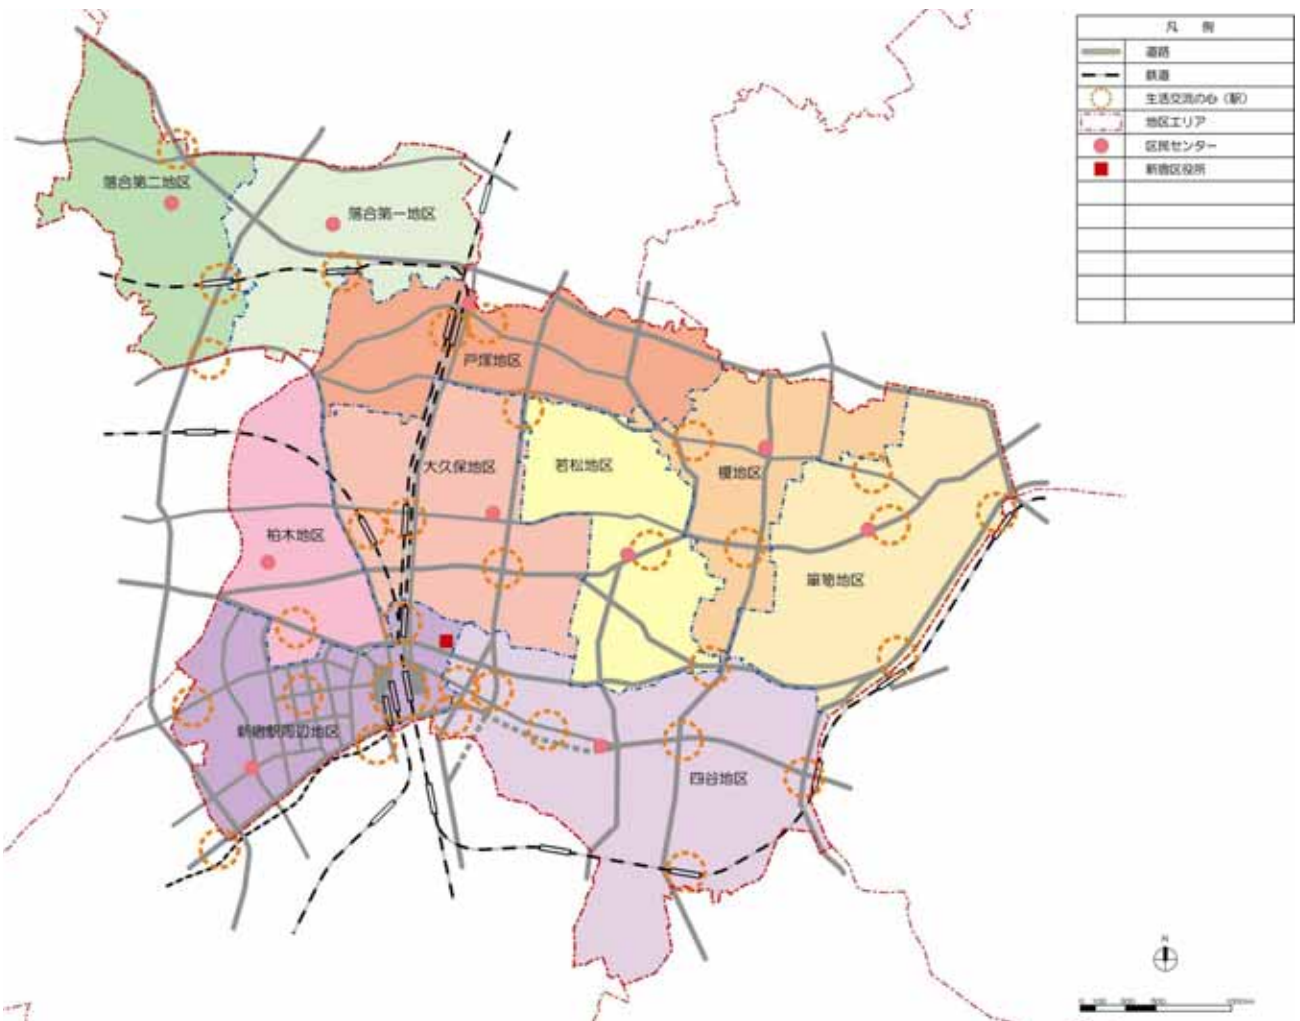 凡 例
道路
鉄道
生活交流の心（駅）
地区エリア
区民センター
新宿区役所
落合第二地区
落合第一地区
戸塚地区
大久保地区
若松地区
榎地区
柏木地区
箪笥地区
新宿駅周辺地区
四谷地区
N